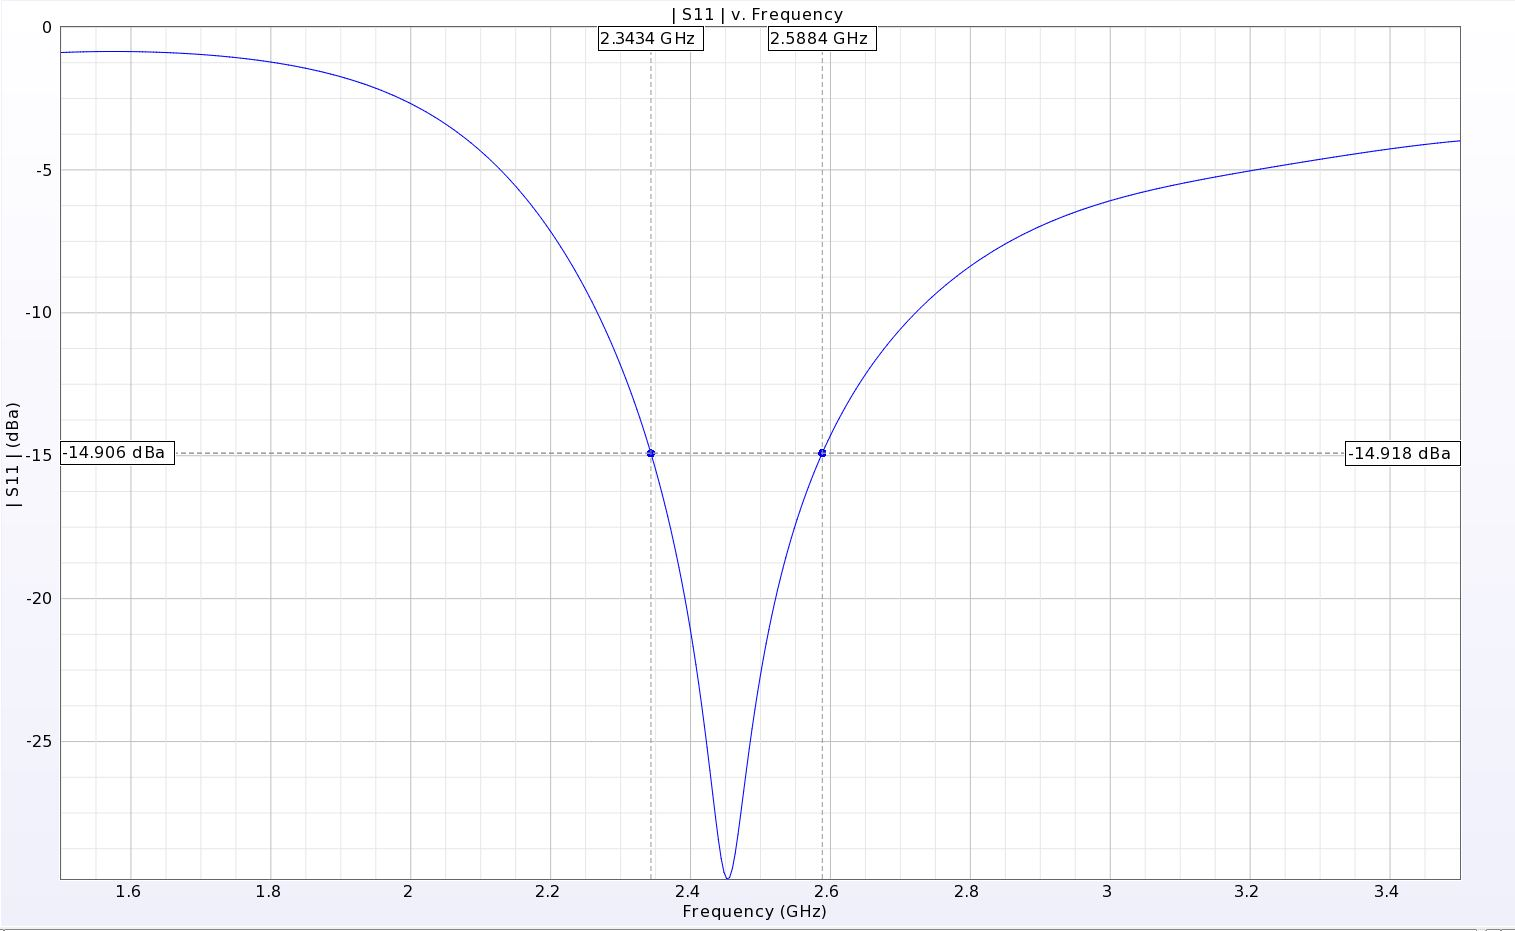 | S11 | v. Frequency
2.3434 GHz
2.5884 GHz
0
-5
-10
-15
-20
-25
| S11 | (dBa)
-14.906 dBa
-14.918 dBa
1.6
1.8
2
2.2
2.4
2.6
2.8
3
3.2
3.4
Frequency (GHz)